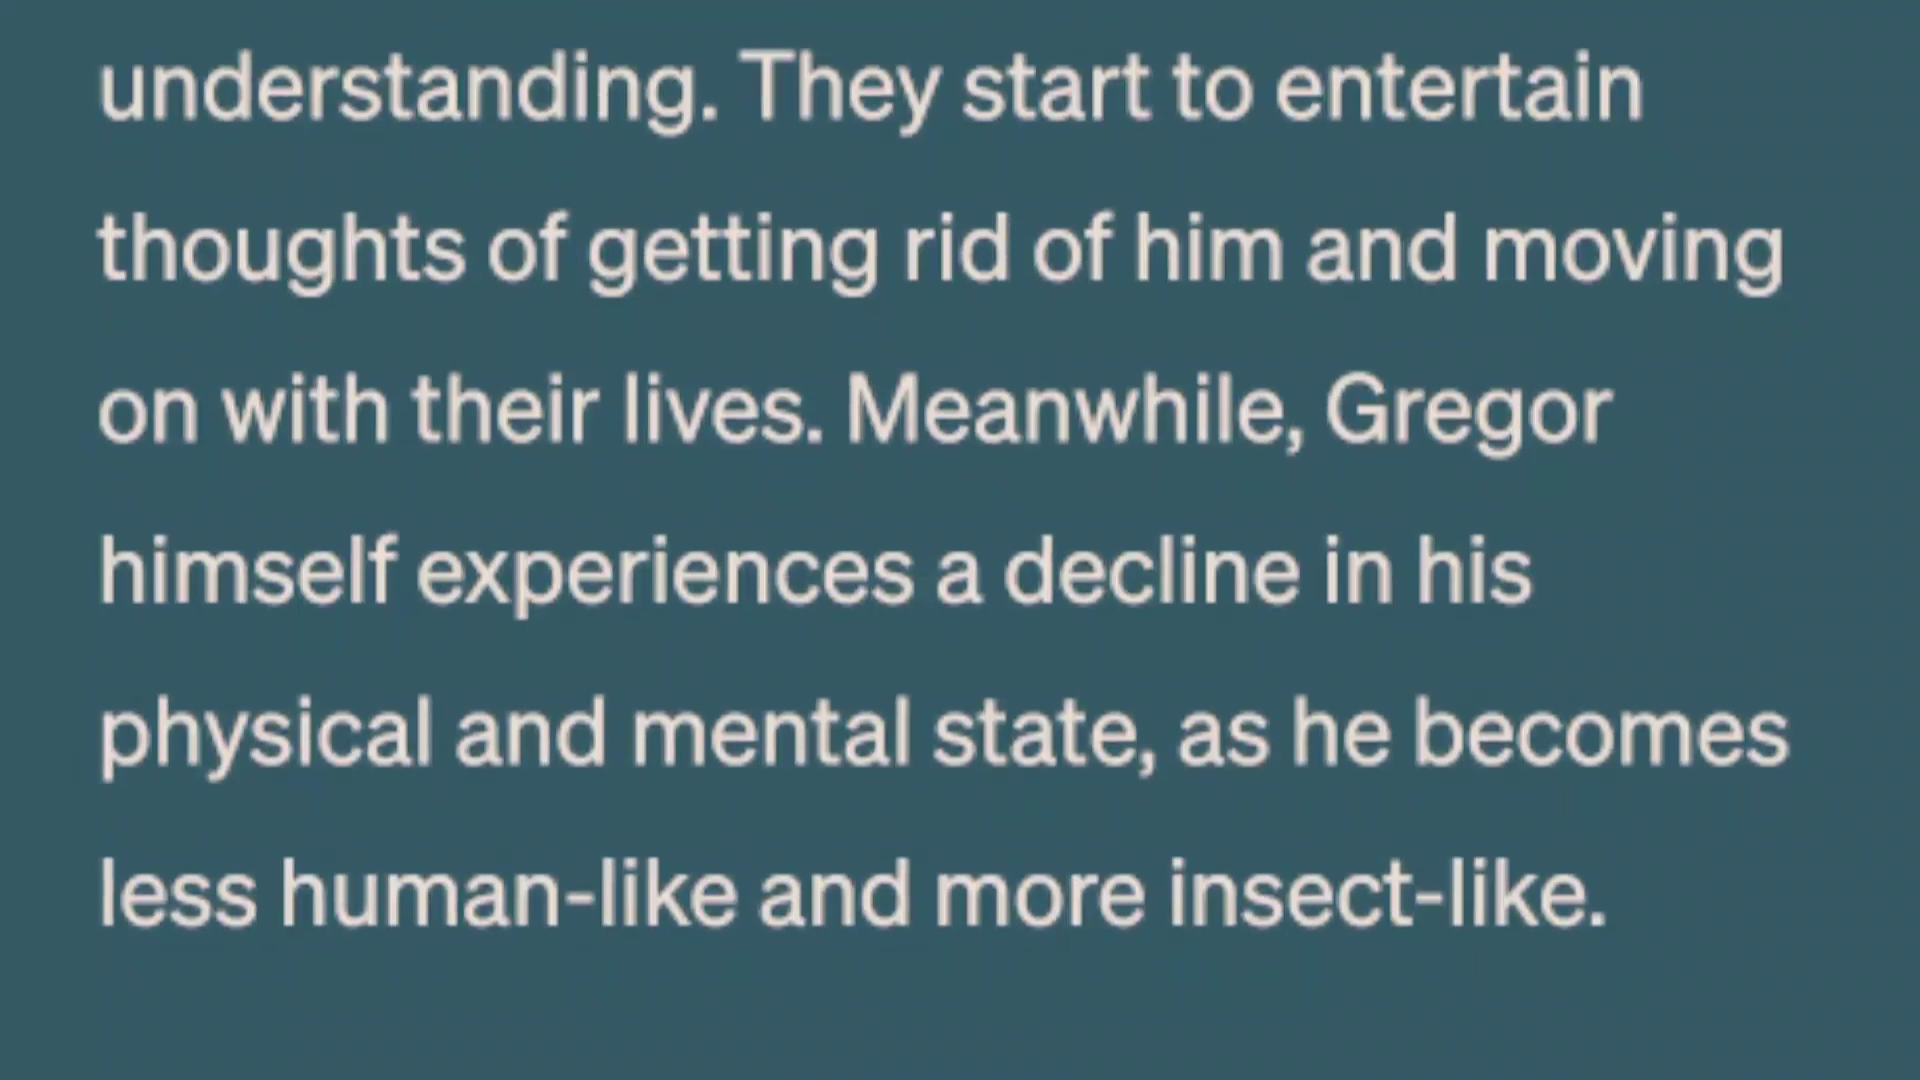 understanding. They start to entertain
thoughts of getting rid of him and moving
on with their lives. Meanwhile, Gregor
himself experiences a decline in his
physical and mental state, as he becomes
less human-like and more insect-like.